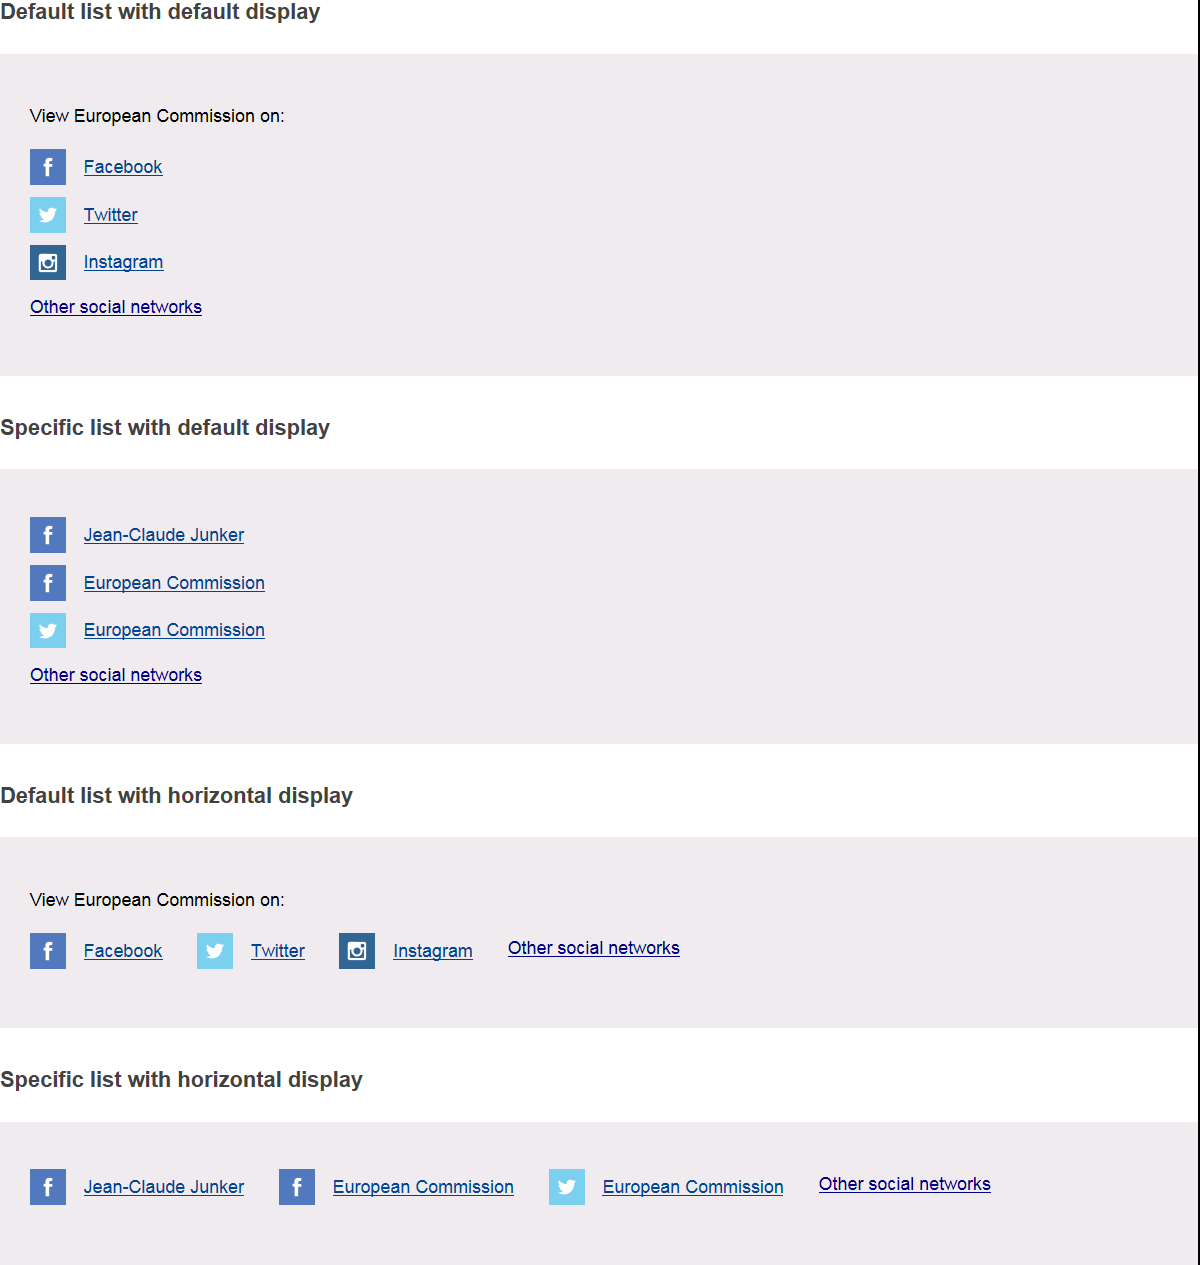 Default list with default display
View European Commission on:
Facebook
Twitter
Instagram
Other social networks
Specific list with default display
Jean-Claude Junker
European Commission
European Commission
Other social networks
Default list with horizontal display
View European Commission on:
Facebook Twitter Instagram Other social networks
Specific list with horizontal display
Jean-Claude Junker European Commission European Commission Other social networks